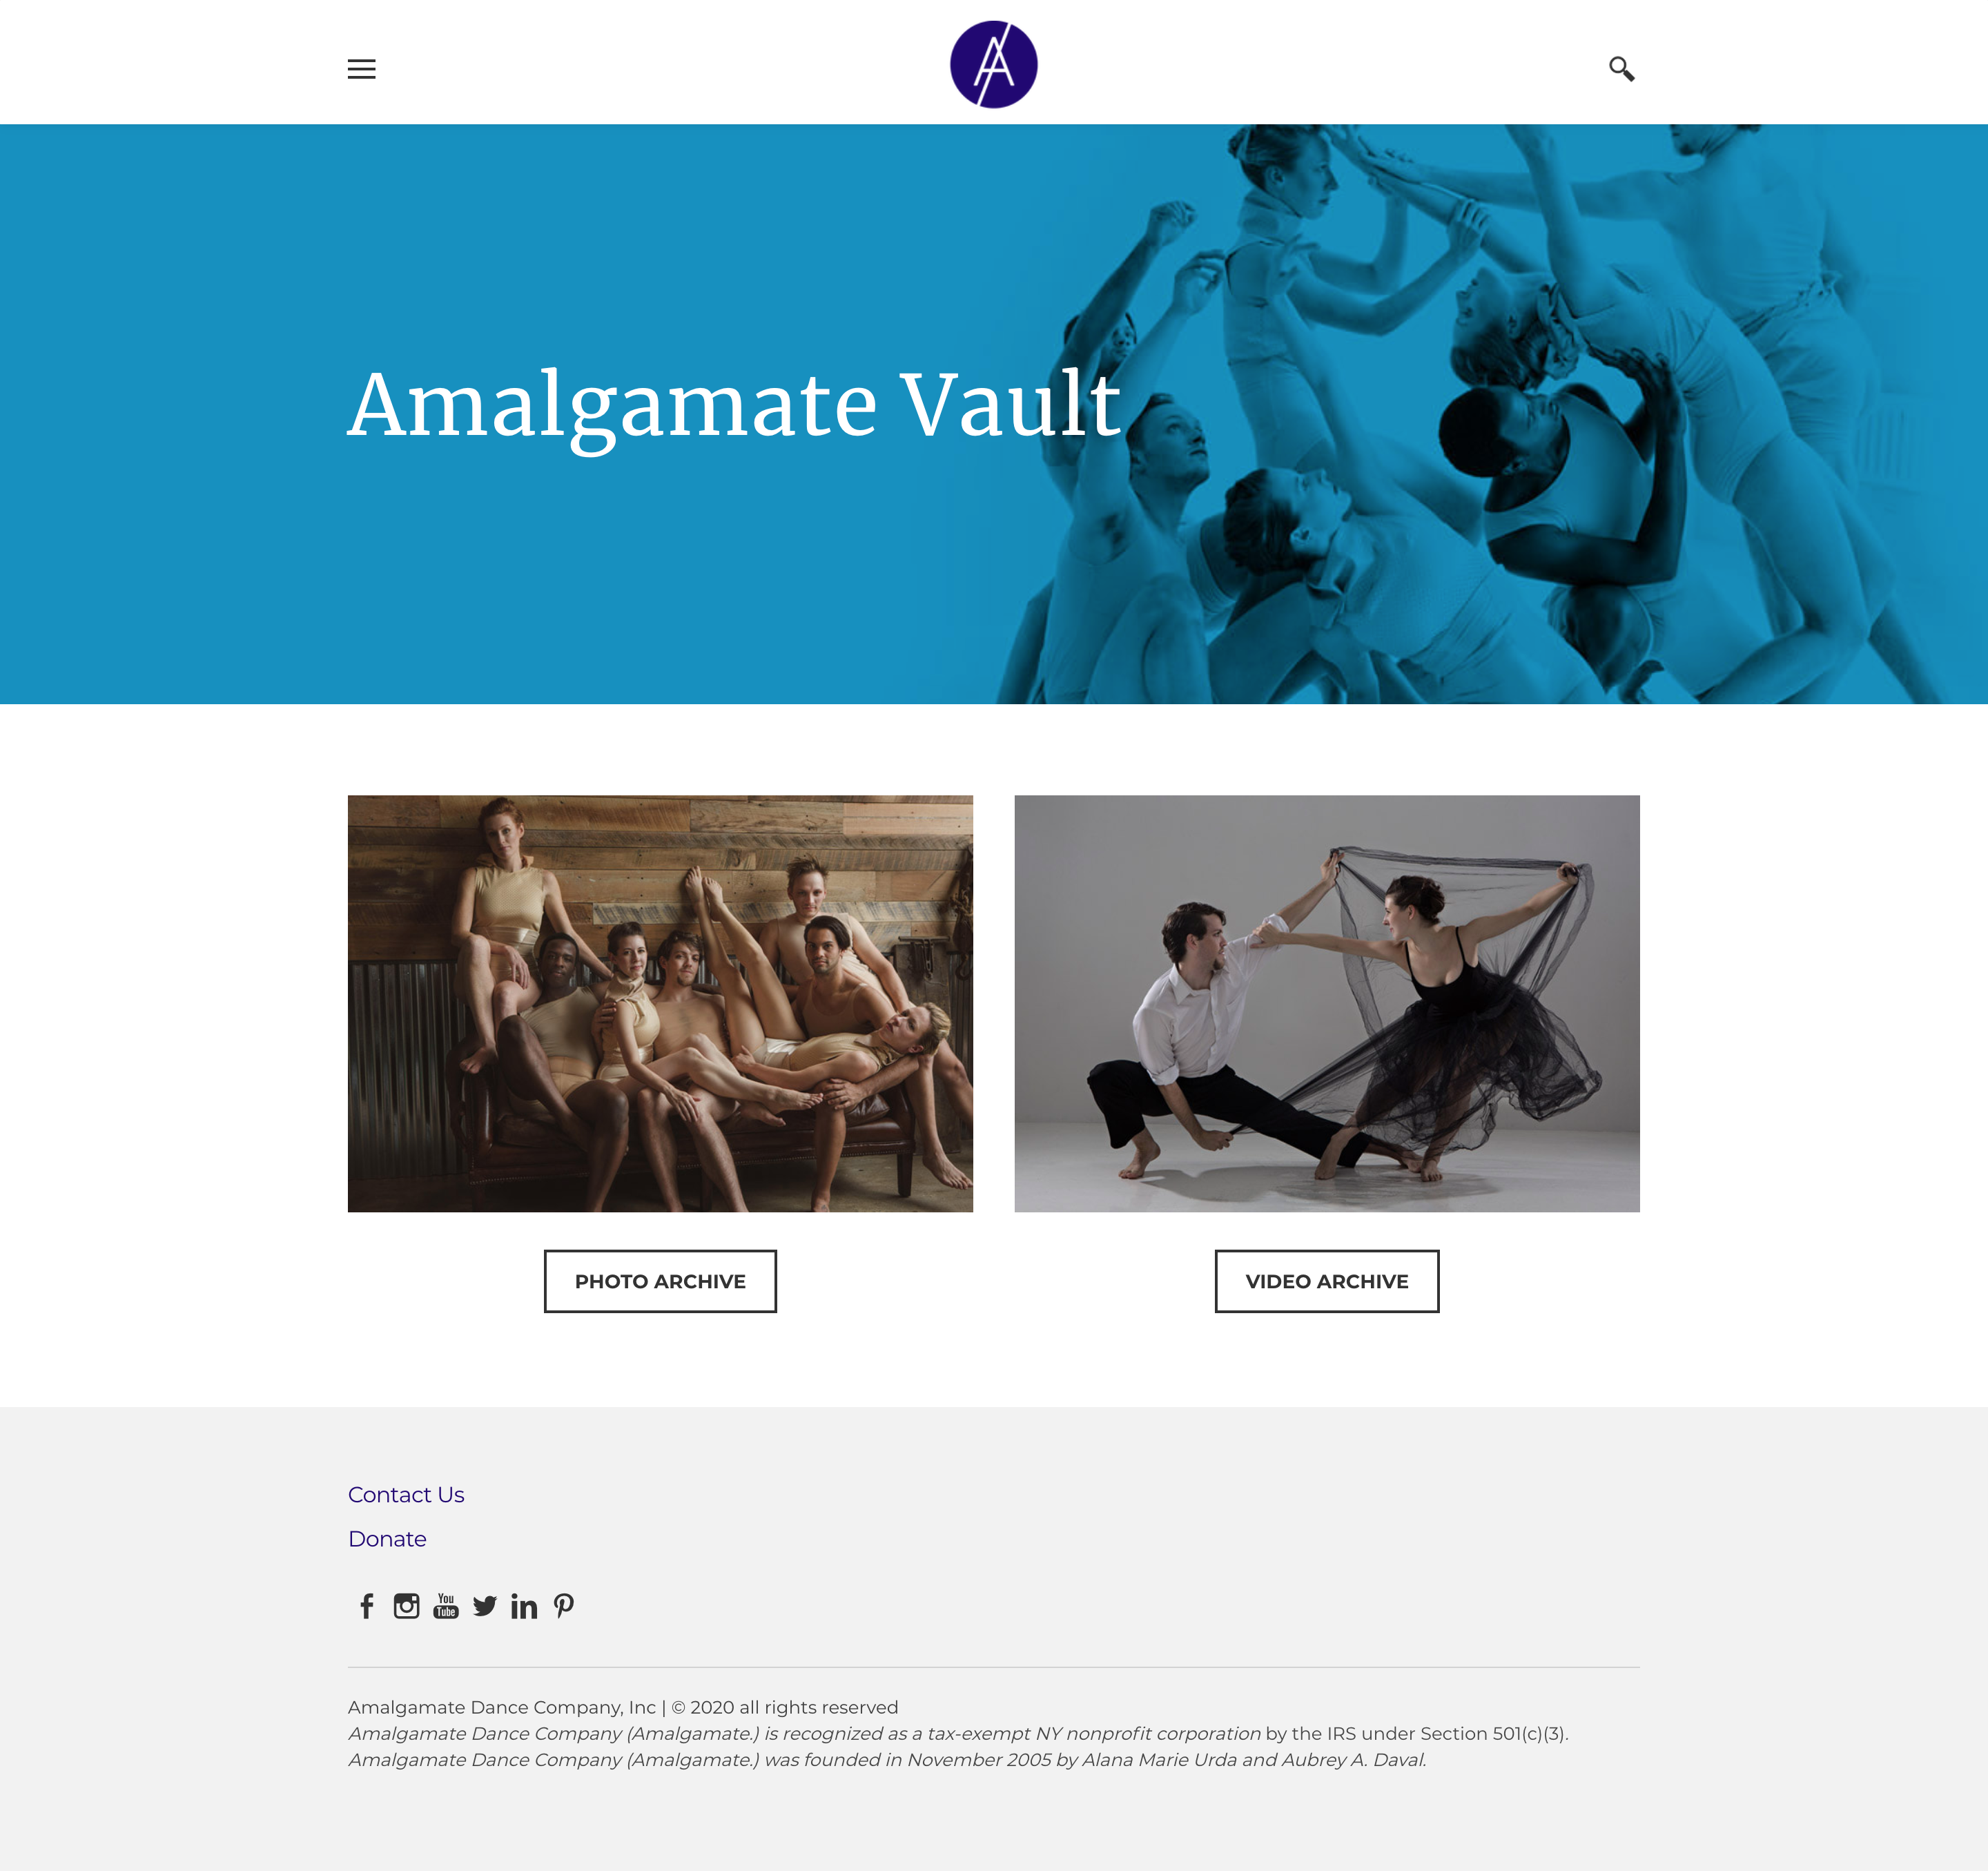 Amalgamate Vault
PHOTO ARCHIVE
VIDEO ARCHIVE
Contact Us
Donate
You
Tube
Amalgamate Dance Company, Inc | © 2020 all rights reserved
Amalgamate Dance Company (Amalgamate.) is recognized as a tax-exempt NY nonprofit corporation by the IRS under Section 501(c)(3).
Amalgamate Dance Company (Amalgamate.) was founded in November 2005 by Alana Marie Urda and Aubrey A. Daval.